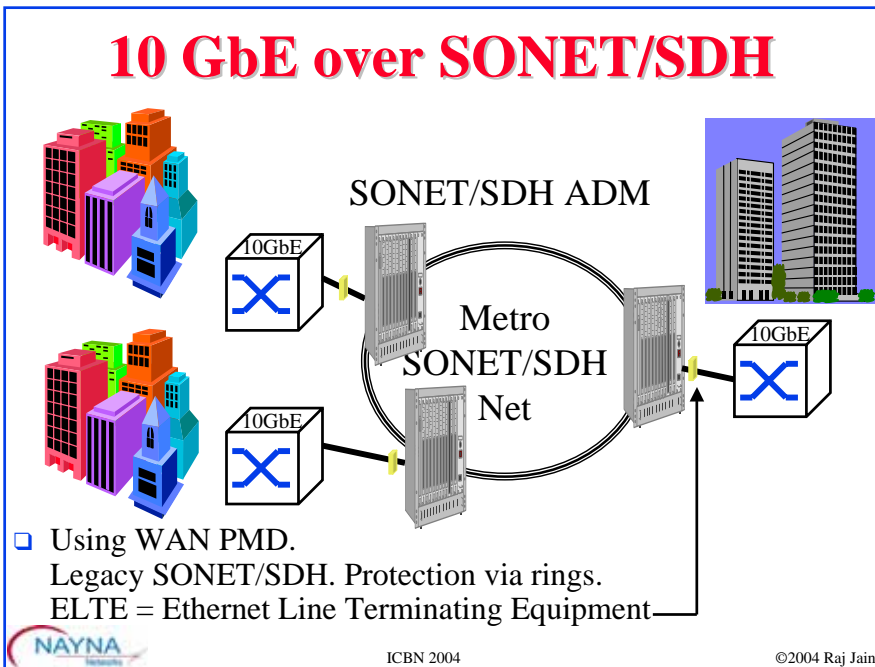 10 GbE over SONET/SDH
SONET/SDH ADM
10GbE
Metro
SONET/SDH
Net
10GbE
10GbE
❑ Using WAN PMD.
Legacy SONET/SDH. Protection via rings.
ELTE = Ethernet Line Terminating Equipment
NAYNA
Networks
ICBN 2004
©2004 Raj Jain